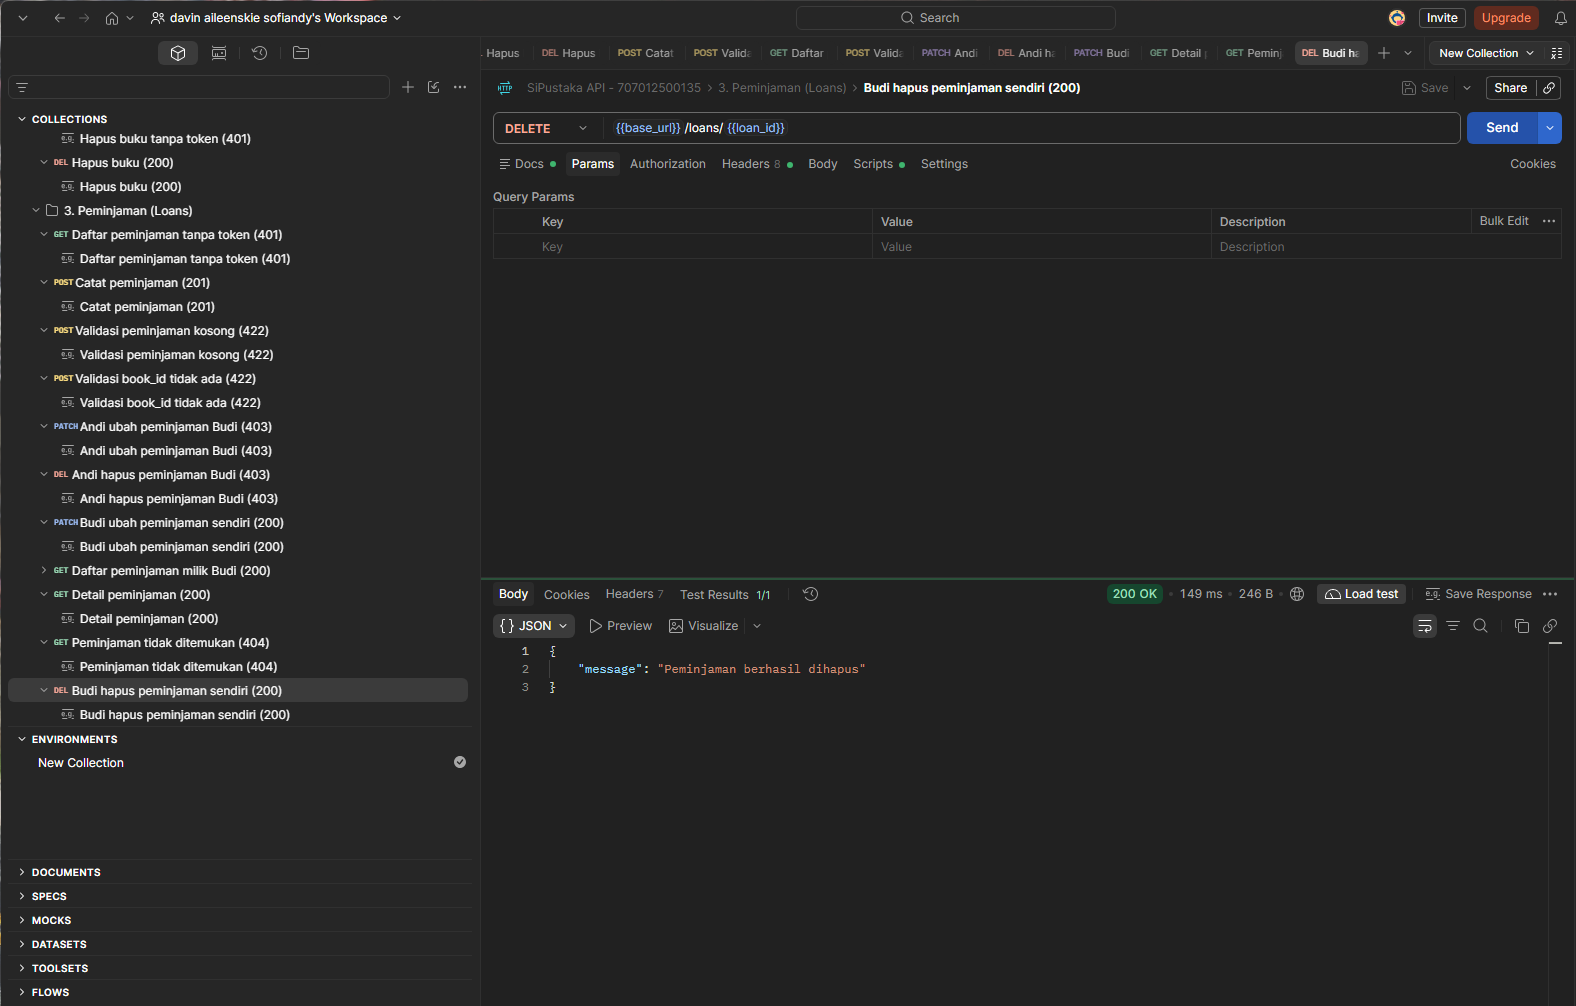 davin aileenskie sofiandy's Workspace
Search
Invite
Upgrade
Hapus
DEL Hapus
POST Catat
POST Valida
GET Daftar
POST Valida
PATCH Andi
DEL Andi ha
PATCH Budi
GET Detail
GET Peminj
DEL Budi ha
New Collection
SiPustaka API - 707012500135 > 3. Peminjaman (Loans) > Budi hapus peminjaman sendiri (200)
Save
Share
DELETE
{{base_url}} /loans/ {{loan_id}}
Send
Docs
Params
Authorization
Headers 8
Body
Scripts
Settings
Cookies
Query Params
Key Value Description Bulk Edit
Key Value Description
COLLECTIONS
e.g. Hapus buku tanpa token (401)
DEL Hapus buku (200)
e.g. Hapus buku (200)
3. Peminjaman (Loans)
GET Daftar peminjaman tanpa token (401)
e.g. Daftar peminjaman tanpa token (401)
POST Catat peminjaman (201)
e.g. Catat peminjaman (201)
POST Validasi peminjaman kosong (422)
e.g. Validasi peminjaman kosong (422)
POST Validasi book_id tidak ada (422)
e.g. Validasi book_id tidak ada (422)
PATCH Andi ubah peminjaman Budi (403)
e.g. Andi ubah peminjaman Budi (403)
DEL Andi hapus peminjaman Budi (403)
e.g. Andi hapus peminjaman Budi (403)
PATCH Budi ubah peminjaman sendiri (200)
e.g. Budi ubah peminjaman sendiri (200)
GET Daftar peminjaman milik Budi (200)
GET Detail peminjaman (200)
e.g. Detail peminjaman (200)
GET Peminjaman tidak ditemukan (404)
e.g. Peminjaman tidak ditemukan (404)
DEL Budi hapus peminjaman sendiri (200)
e.g. Budi hapus peminjaman sendiri (200)
ENVIRONMENTS
New Collection
DOCUMENTS
SPECS
MOCKS
DATASETS
TOOLSETS
FLOWS
Body
Cookies
Headers 7
Test Results 1/1
200 OK • 149 ms • 246 B
Load test
e.g. Save Response
{} JSON
Preview
Visualize
1 {
2 "message": "Peminjaman berhasil dihapus"
3 }